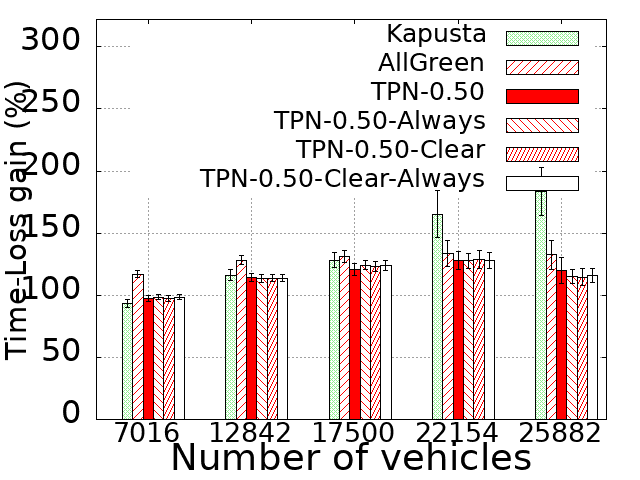 Time-Loss gain (%)
300
250
200
150
100
50
0
Kapusta
AllGreen
TPN-0.50
TPN-0.50-Always
TPN-0.50-Clear
TPN-0.50-Clear-Always
7016 12842 17500 22154 25882
Number of vehicles